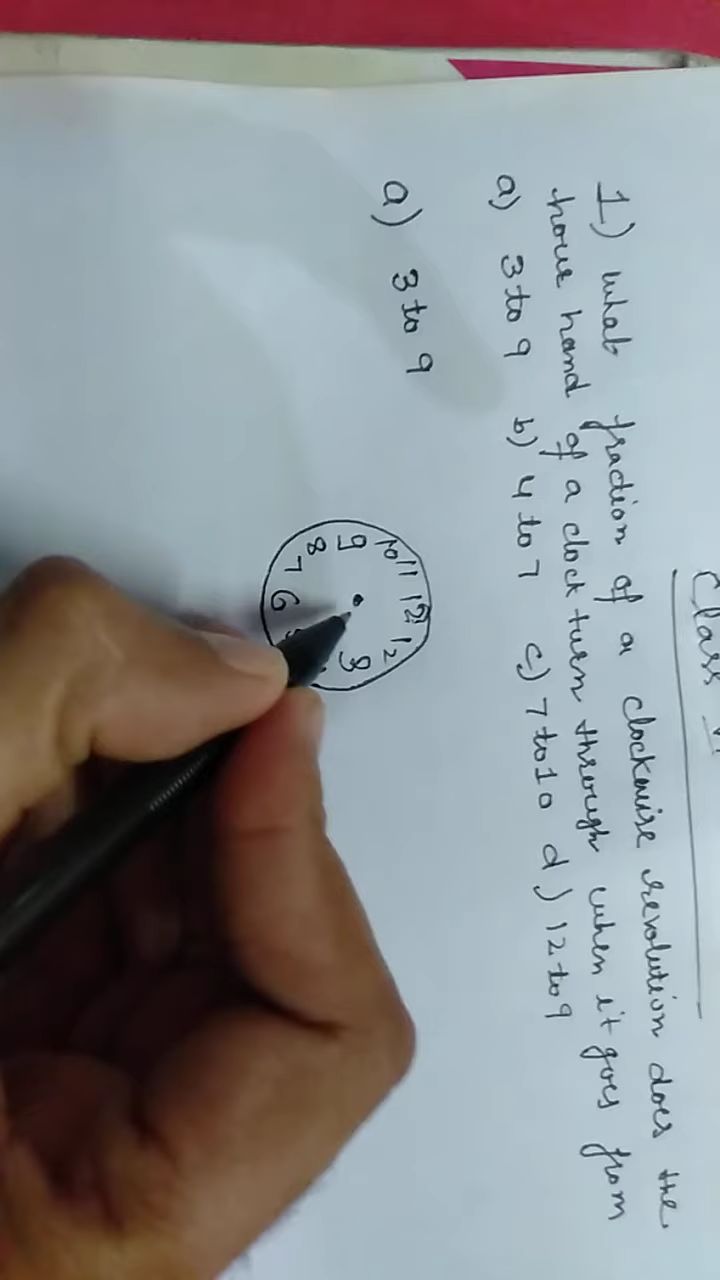 Class VI
1.) What fraction of a clockwise revolution does the
hour hand of a clock turn through when it goes from
a) 3 to 9 b) 4 to 7 c) 7 to 10 d) 12 to 9
a) 3 to 9
10 11 12 1 2
9 3
8
7 6